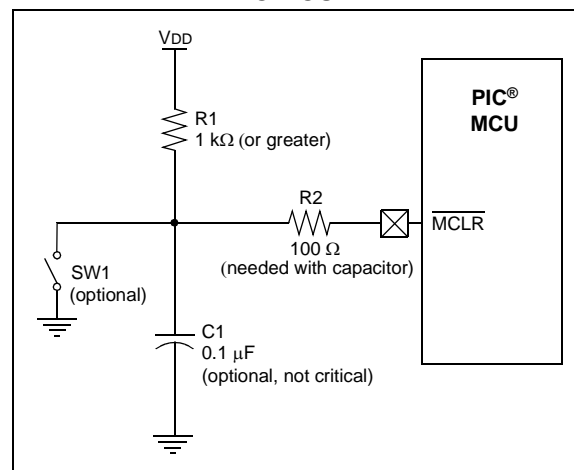 VDD
PIC®
MCU
R1
1 kΩ (or greater)
R2
MCLR
100 Ω
(needed with capacitor)
SW1
(optional)
C1
0.1 μF
(optional, not critical)